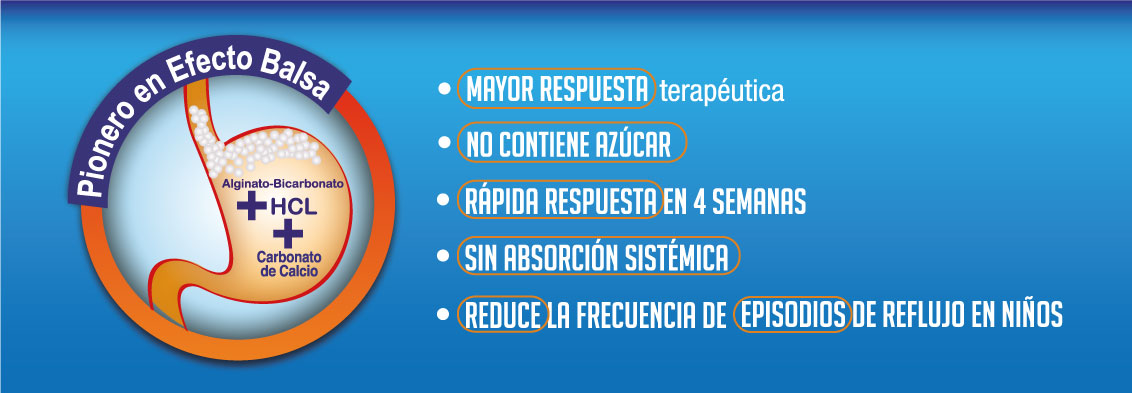 Pionero en Efecto Balsa
Alginato-Bicarbonato
+HCL
+
Carbonato
de Calcio
• MAYOR RESPUESTA terapéutica
• NO CONTIENE AZÚCAR
• RÁPIDA RESPUESTA EN 4 SEMANAS
• SIN ABSORCIÓN SISTÉMICA
• REDUCE LA FRECUENCIA DE EPISODIOS DE REFLUJO EN NIÑOS